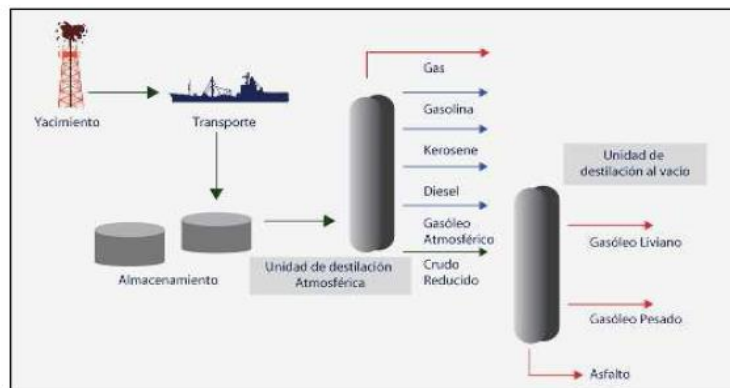 Yacimiento
Transporte
Almacenamiento
Unidad de destilación
Atmosférica
Gas
Gasolina
Kerosene
Diesel
Gasóleo
Atmosférico
Crudo
Reducido
Unidad de
destilación al vacío
Gasóleo Liviano
Gasóleo Pesado
Asfalto